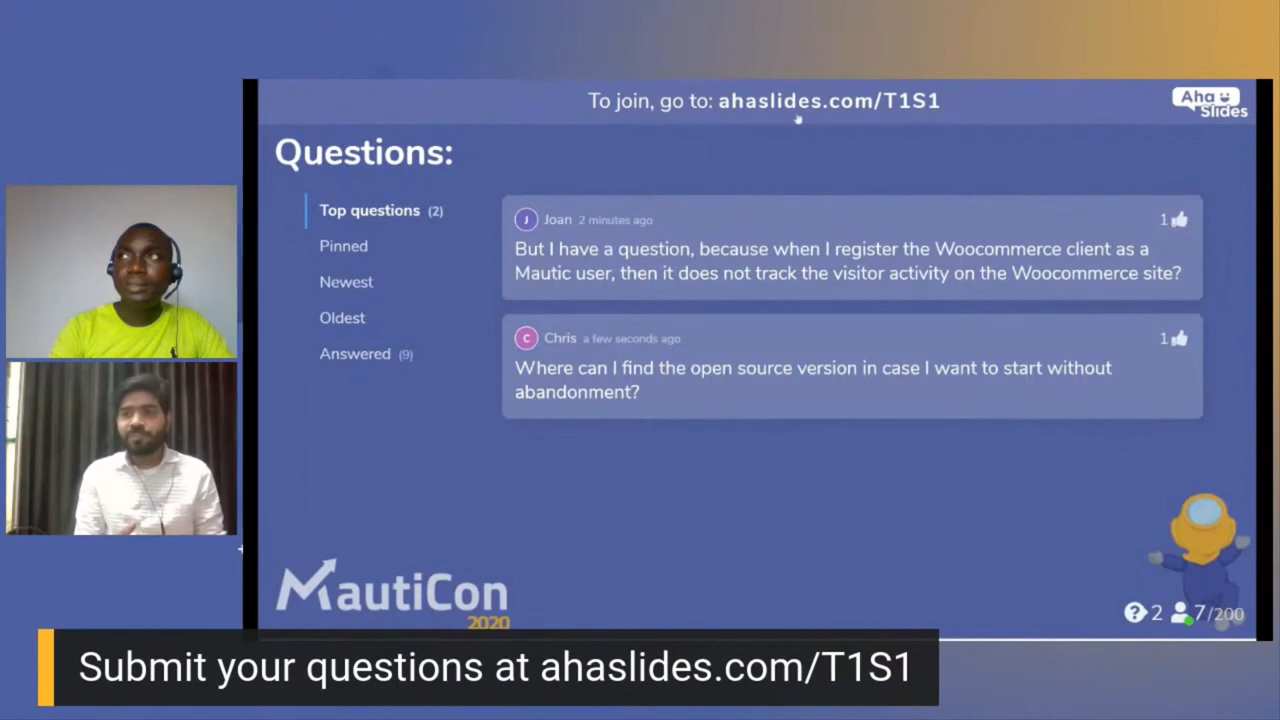 To join, go to: ahaslides.com/T1S1
Aha
Slides
Questions:
Top questions (2)
Pinned
Newest
Oldest
Answered (9)
J Joan 2 minutes ago 1
But I have a question, because when I register the Woocommerce client as a
Mautic user, then it does not track the visitor activity on the Woocommerce site?
C Chris a few seconds ago 1
Where can I find the open source version in case I want to start without
abandonment?
MautiCon
2020
? 2 7/200
Submit your questions at ahaslides.com/T1S1